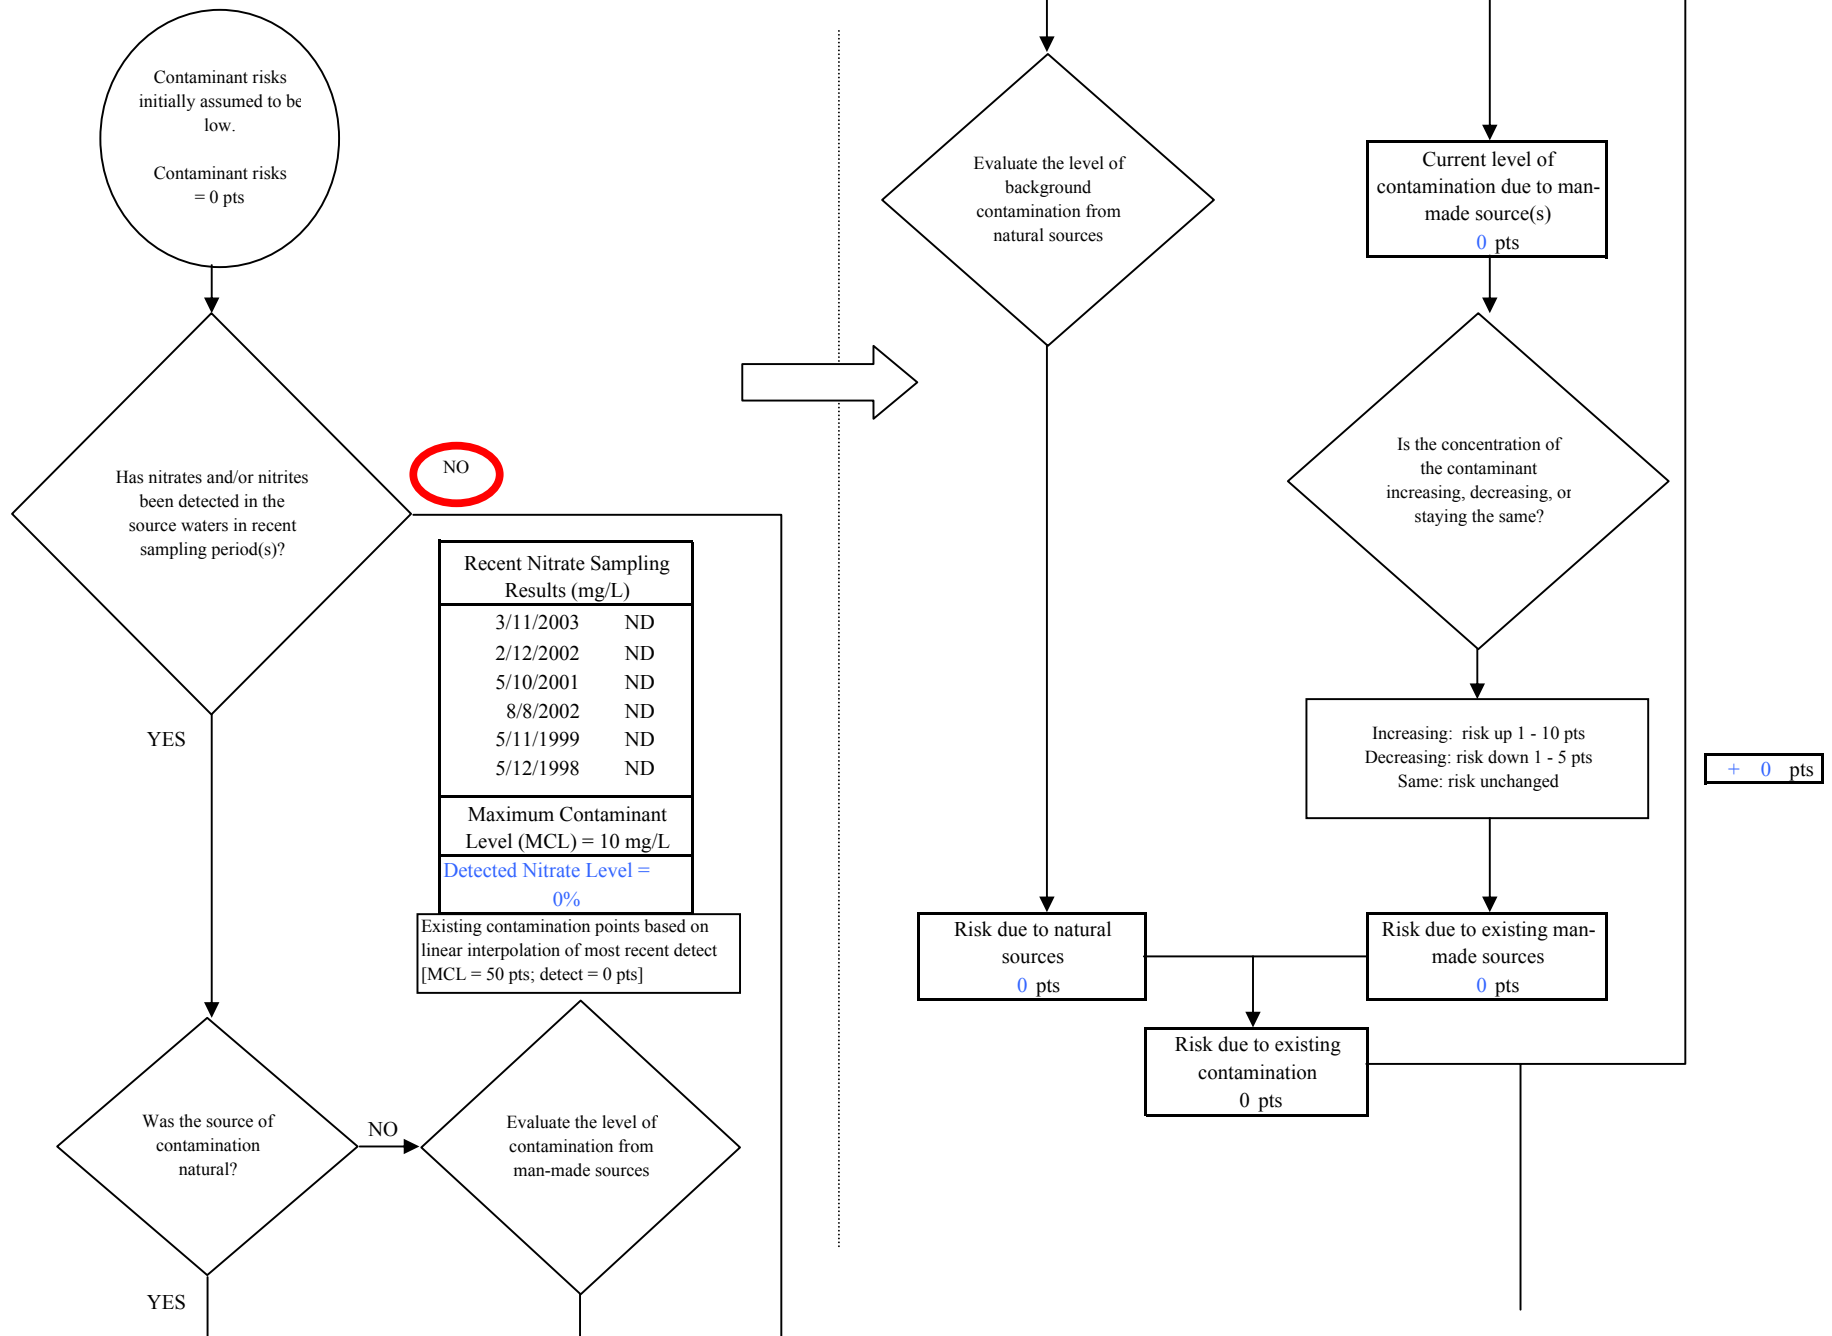 Contaminant risks
initially assumed to be
low.
Contaminant risks
= 0 pts
Has nitrates and/or nitrites
been detected in the
source waters in recent
sampling period(s)?
NO
YES
Recent Nitrate Sampling
Results (mg/L)
3/11/2003 ND
2/12/2002 ND
5/10/2001 ND
8/8/2002 ND
5/11/1999 ND
5/12/1998 ND
Maximum Contaminant
Level (MCL) = 10 mg/L
Detected Nitrate Level =
0%
Existing contamination points based on
linear interpolation of most recent detect
[MCL = 50 pts; detect = 0 pts]
Was the source of
contamination
natural?
NO
YES
Evaluate the level of
contamination from
man-made sources
Evaluate the level of
background
contamination from
natural sources
Current level of
contamination due to man-
made source(s)
0 pts
Is the concentration of
the contaminant
increasing, decreasing, or
staying the same?
Increasing: risk up 1 - 10 pts
Decreasing: risk down 1 - 5 pts
Same: risk unchanged
+ 0 pts
Risk due to natural
sources
0 pts
Risk due to existing man-
made sources
0 pts
Risk due to existing
contamination
0 pts